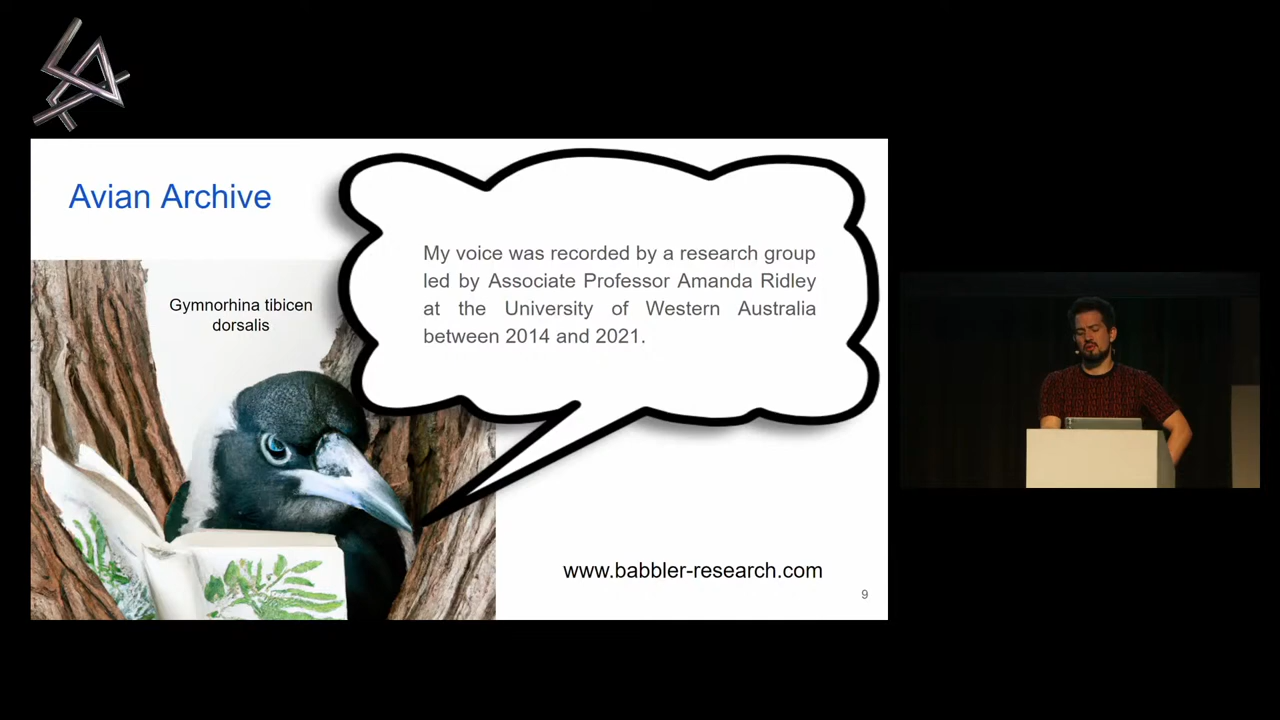 Avian Archive
My voice was recorded by a research group
led by Associate Professor Amanda Ridley
at the University of Western Australia
between 2014 and 2021.
Gymnorhina tibicen
dorsalis
www.babbler-research.com
9